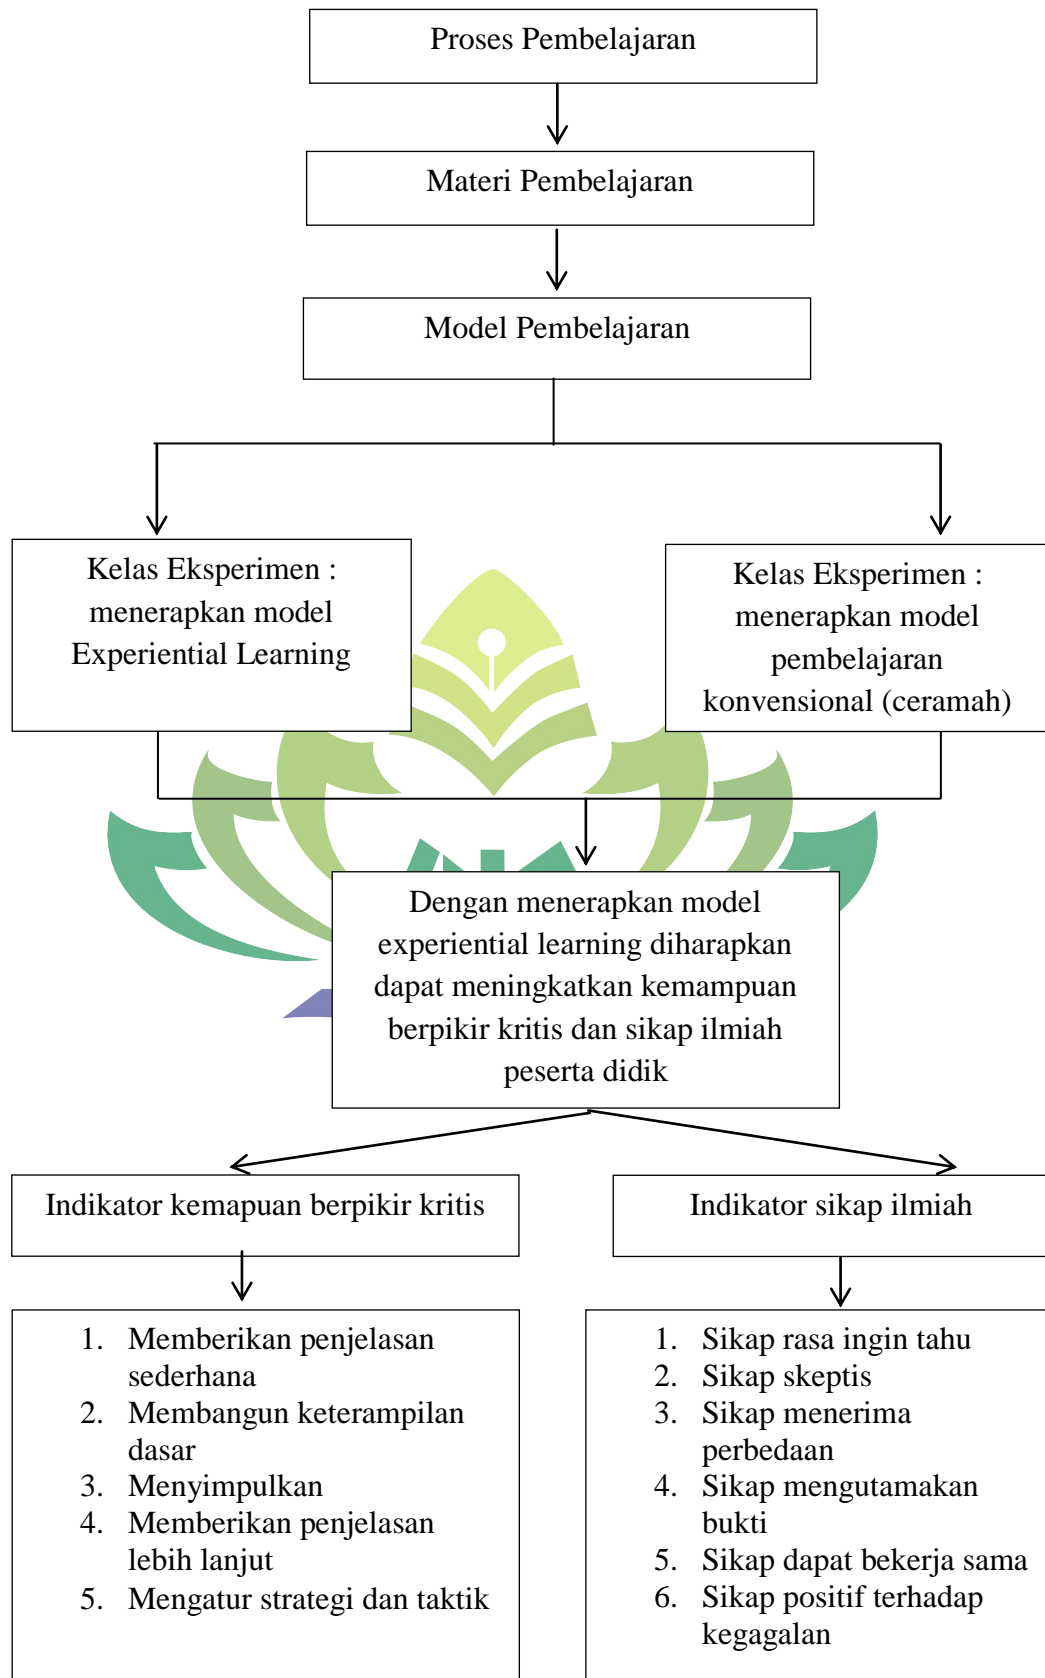 Proses Pembelajaran
Materi Pembelajaran
Model Pembelajaran
Kelas Eksperimen :
menerapkan model
Experiential Learning
Kelas Eksperimen :
menerapkan model
pembelajaran
konvensional (ceramah)
Dengan menerapkan model
experiential learning diharapkan
dapat meningkatkan kemampuan
berpikir kritis dan sikap ilmiah
peserta didik
Indikator kemapuan berpikir kritis
Indikator sikap ilmiah
1. Memberikan penjelasan
sederhana
2. Membangun keterampilan
dasar
3. Menyimpulkan
4. Memberikan penjelasan
lebih lanjut
5. Mengatur strategi dan taktik
1. Sikap rasa ingin tahu
2. Sikap skeptis
3. Sikap menerima
perbedaan
4. Sikap mengutamakan
bukti
5. Sikap dapat bekerja sama
6. Sikap positif terhadap
kegagalan